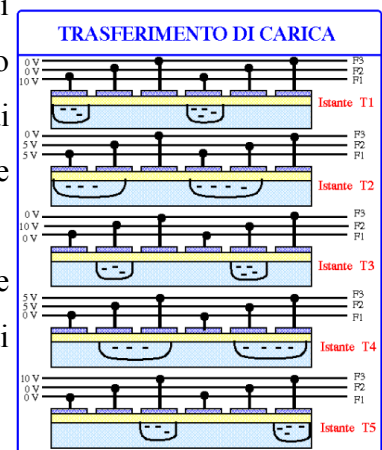 TRASFERIMENTO DI CARICA
0 V F3
0 V F2
10 V F1
Istante T1
0 V F3
5 V F2
5 V F1
Istante T2
0 V F3
10 V F2
0 V F1
Istante T3
5 V F3
5 V F2
0 V F1
Istante T4
10 V F3
0 V F2
0 V F1
Istante T5